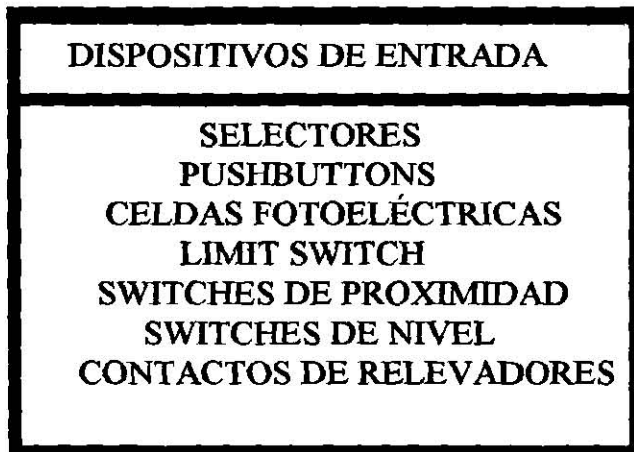 DISPOSITIVOS DE ENTRADA
SELECTORES
PUSHBUTTONS
CELDAS FOTOELÉCTRICAS
LIMIT SWITCH
SWITCHES DE PROXIMIDAD
SWITCHES DE NIVEL
CONTACTOS DE RELEVADORES